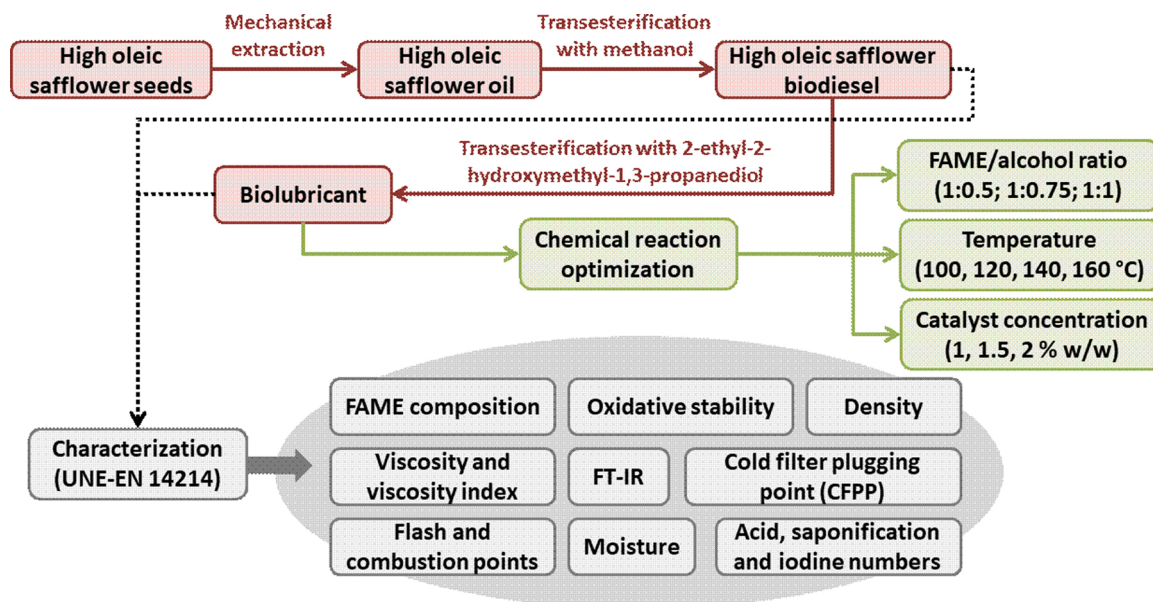 Mechanical
extraction
Transesterification
with methanol
High oleic
safflower seeds
High oleic
safflower oil
High oleic safflower
biodiesel
Transesterification with 2-ethyl-2-
hydroxymethyl-1,3-propanediol
Biolubricant
Chemical reaction
optimization
FAME/alcohol ratio
(1:0.5; 1:0.75; 1:1)
Temperature
(100, 120, 140, 160 °C)
Catalyst concentration
(1, 1.5, 2 % w/w)
Characterization
(UNE-EN 14214)
FAME composition
Oxidative stability
Density
Viscosity and
viscosity index
FT-IR
Cold filter plugging
point (CFPP)
Flash and
combustion points
Moisture
Acid, saponification
and iodine numbers